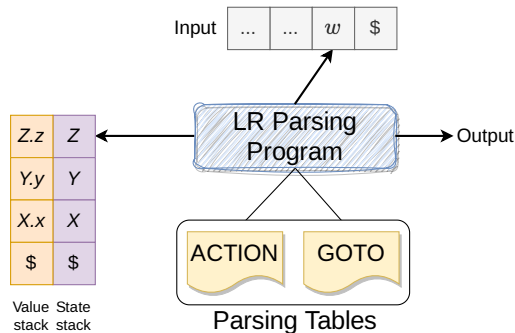 Input ... ... w $
LR Parsing
Program
Output
Z.z Z
Y.y Y
X.x X
$ $
Value State
stack stack
ACTION GOTO
Parsing Tables